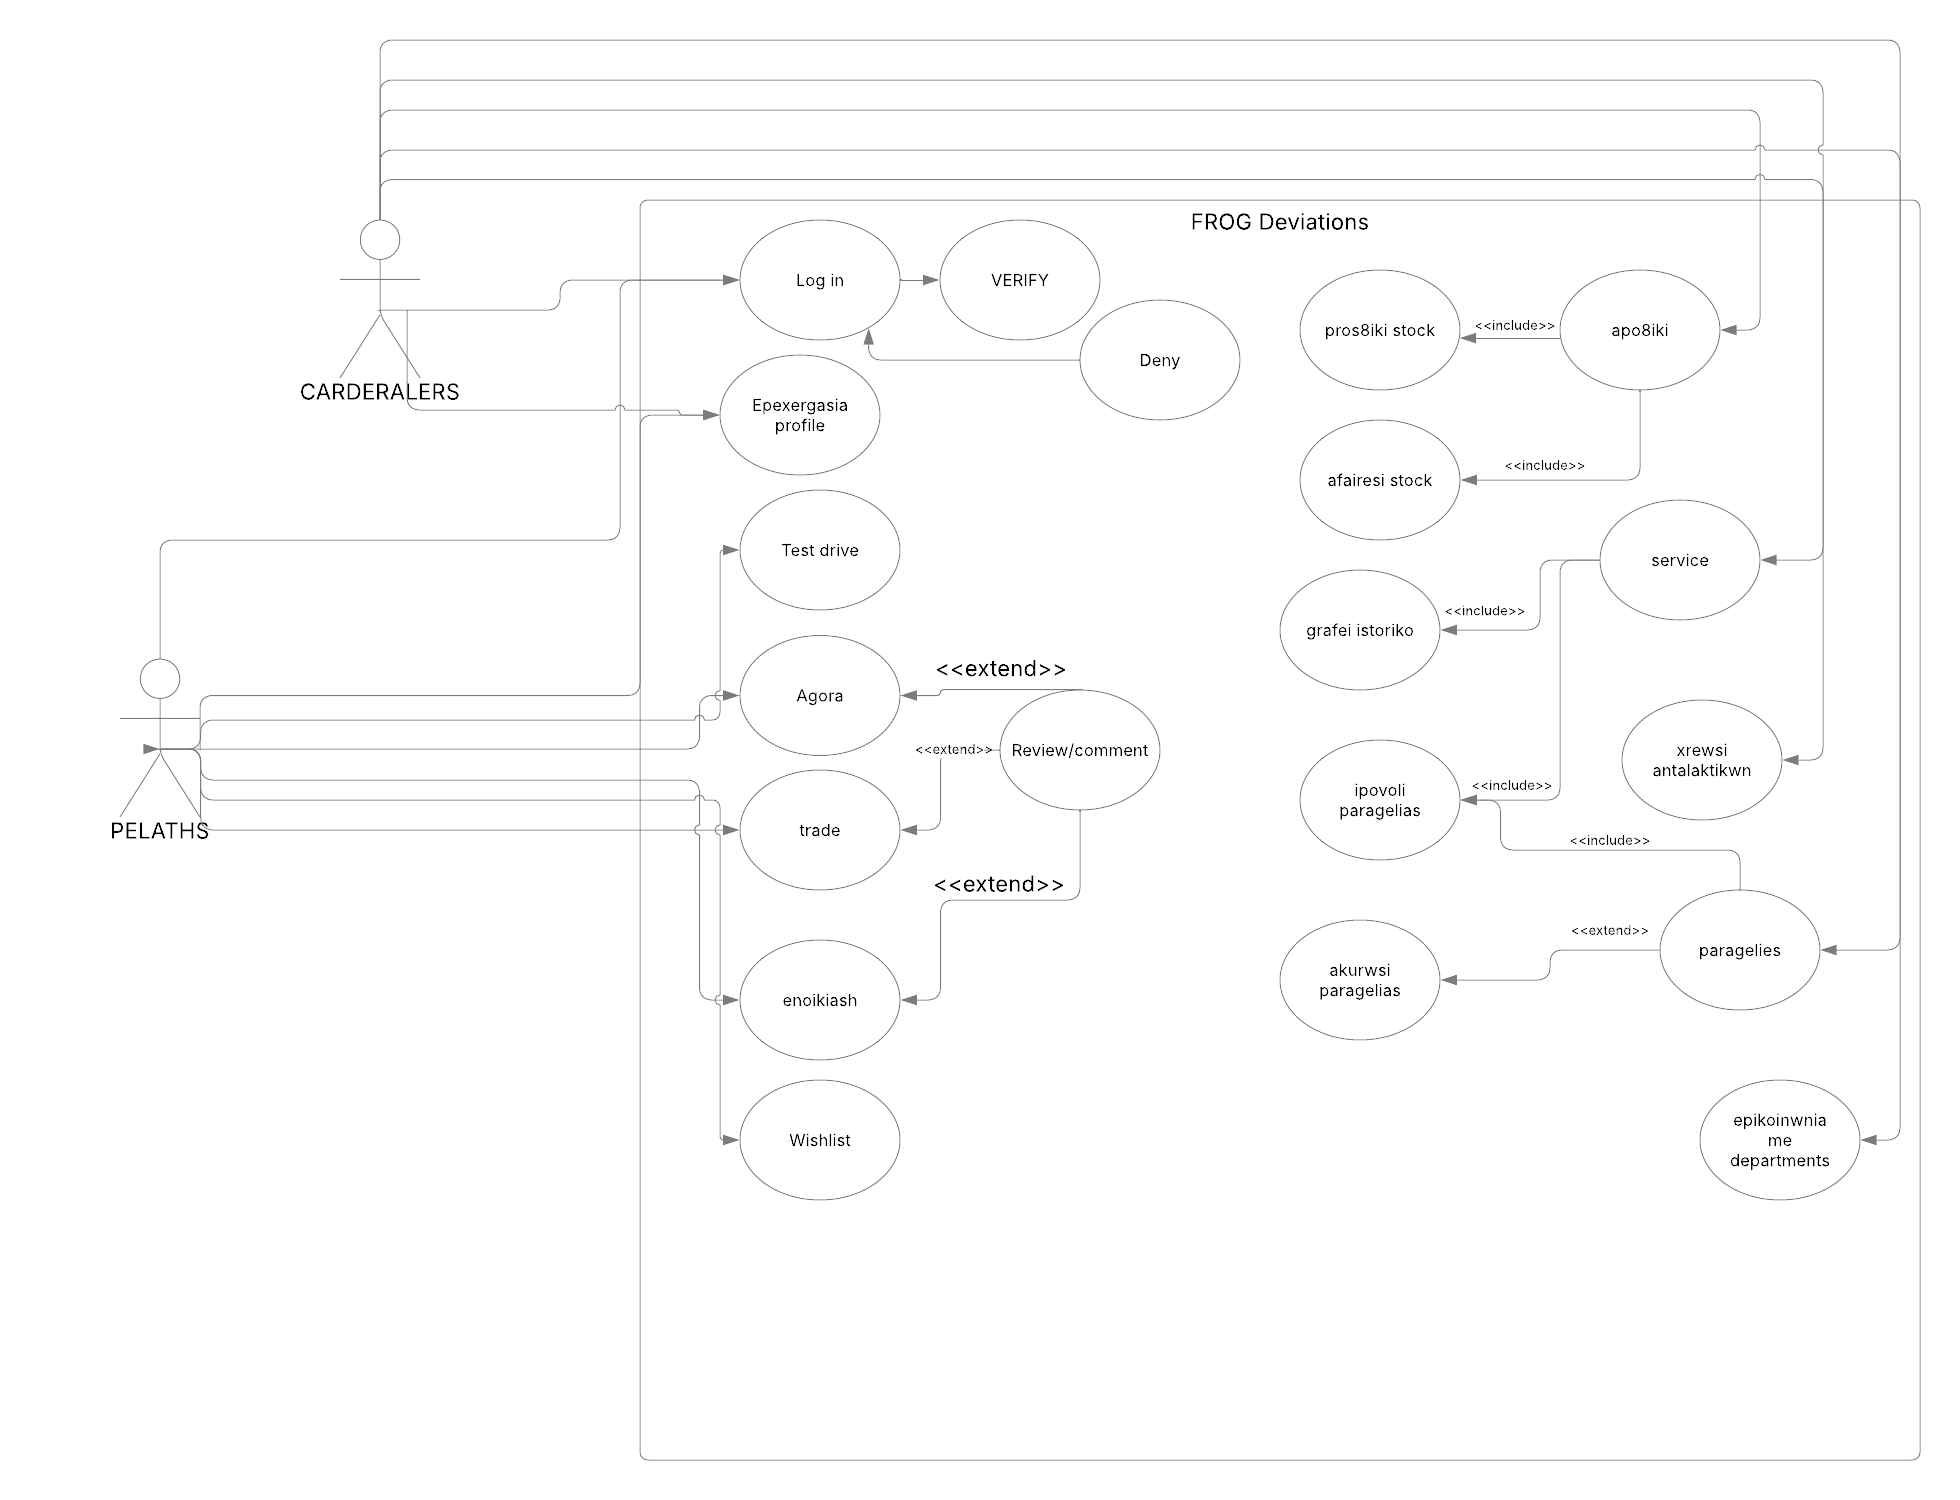 FROG Deviations
Log in
VERIFY
Deny
CARDERALERS
Epexergasia
profile
Test drive
PELATHS
Agora
<<extend>>
Review/comment
<<extend>>
trade
<<extend>>
enoikiash
Wishlist
pros8iki stock
<<include>>
apo8iki
afairesi stock
<<include>>
service
<<include>>
grafei istoriko
xrewsi
antalaktikwn
ipovoli
paragelias
<<include>>
<<include>>
paragelies
<<extend>>
akurwsi
paragelias
epikoinwnia
me
departments